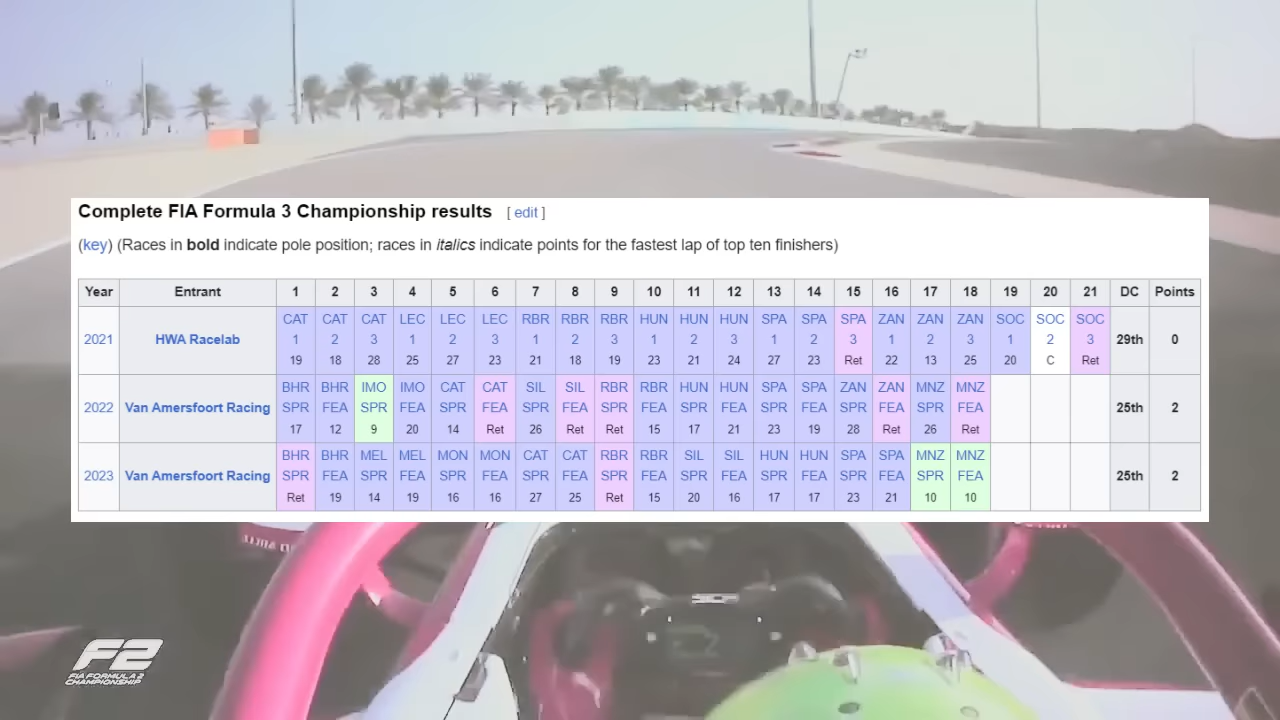 Complete FIA Formula 3 Championship results [ edit ]
(key) (Races in bold indicate pole position; races in italics indicate points for the fastest lap of top ten finishers)
Year Entrant 1 2 3 4 5 6 7 8 9 10 11 12 13 14 15 16 17 18 19 20 21 DC Points
CAT CAT CAT LEC LEC LEC RBR RBR RBR HUN HUN HUN SPA SPA SPA ZAN ZAN ZAN SOC SOC SOC
2021 HWA Racelab 1 2 3 1 2 3 1 2 3 1 2 3 1 2 3 1 2 3 1 2 3 29th 0
19 18 28 25 27 23 21 18 19 23 21 24 27 23 Ret 22 13 25 20 C Ret
BHR BHR IMO IMO CAT CAT SIL SIL RBR RBR HUN HUN SPA SPA ZAN ZAN MNZ MNZ
2022 Van Amersfoort Racing SPR FEA SPR FEA SPR FEA SPR FEA SPR FEA SPR FEA SPR FEA SPR FEA SPR FEA 25th 2
17 12 9 20 14 Ret 26 Ret Ret 15 17 21 23 19 28 Ret 26 Ret
BHR BHR MEL MEL MON MON CAT CAT RBR RBR SIL SIL HUN HUN SPA SPA MNZ MNZ
2023 Van Amersfoort Racing SPR FEA SPR FEA SPR FEA SPR FEA SPR FEA SPR FEA SPR FEA SPR FEA SPR FEA 25th 2
Ret 19 14 19 16 16 27 25 Ret 15 20 16 17 17 23 21 10 10
F2
FIA FORMULA 2
CHAMPIONSHIP